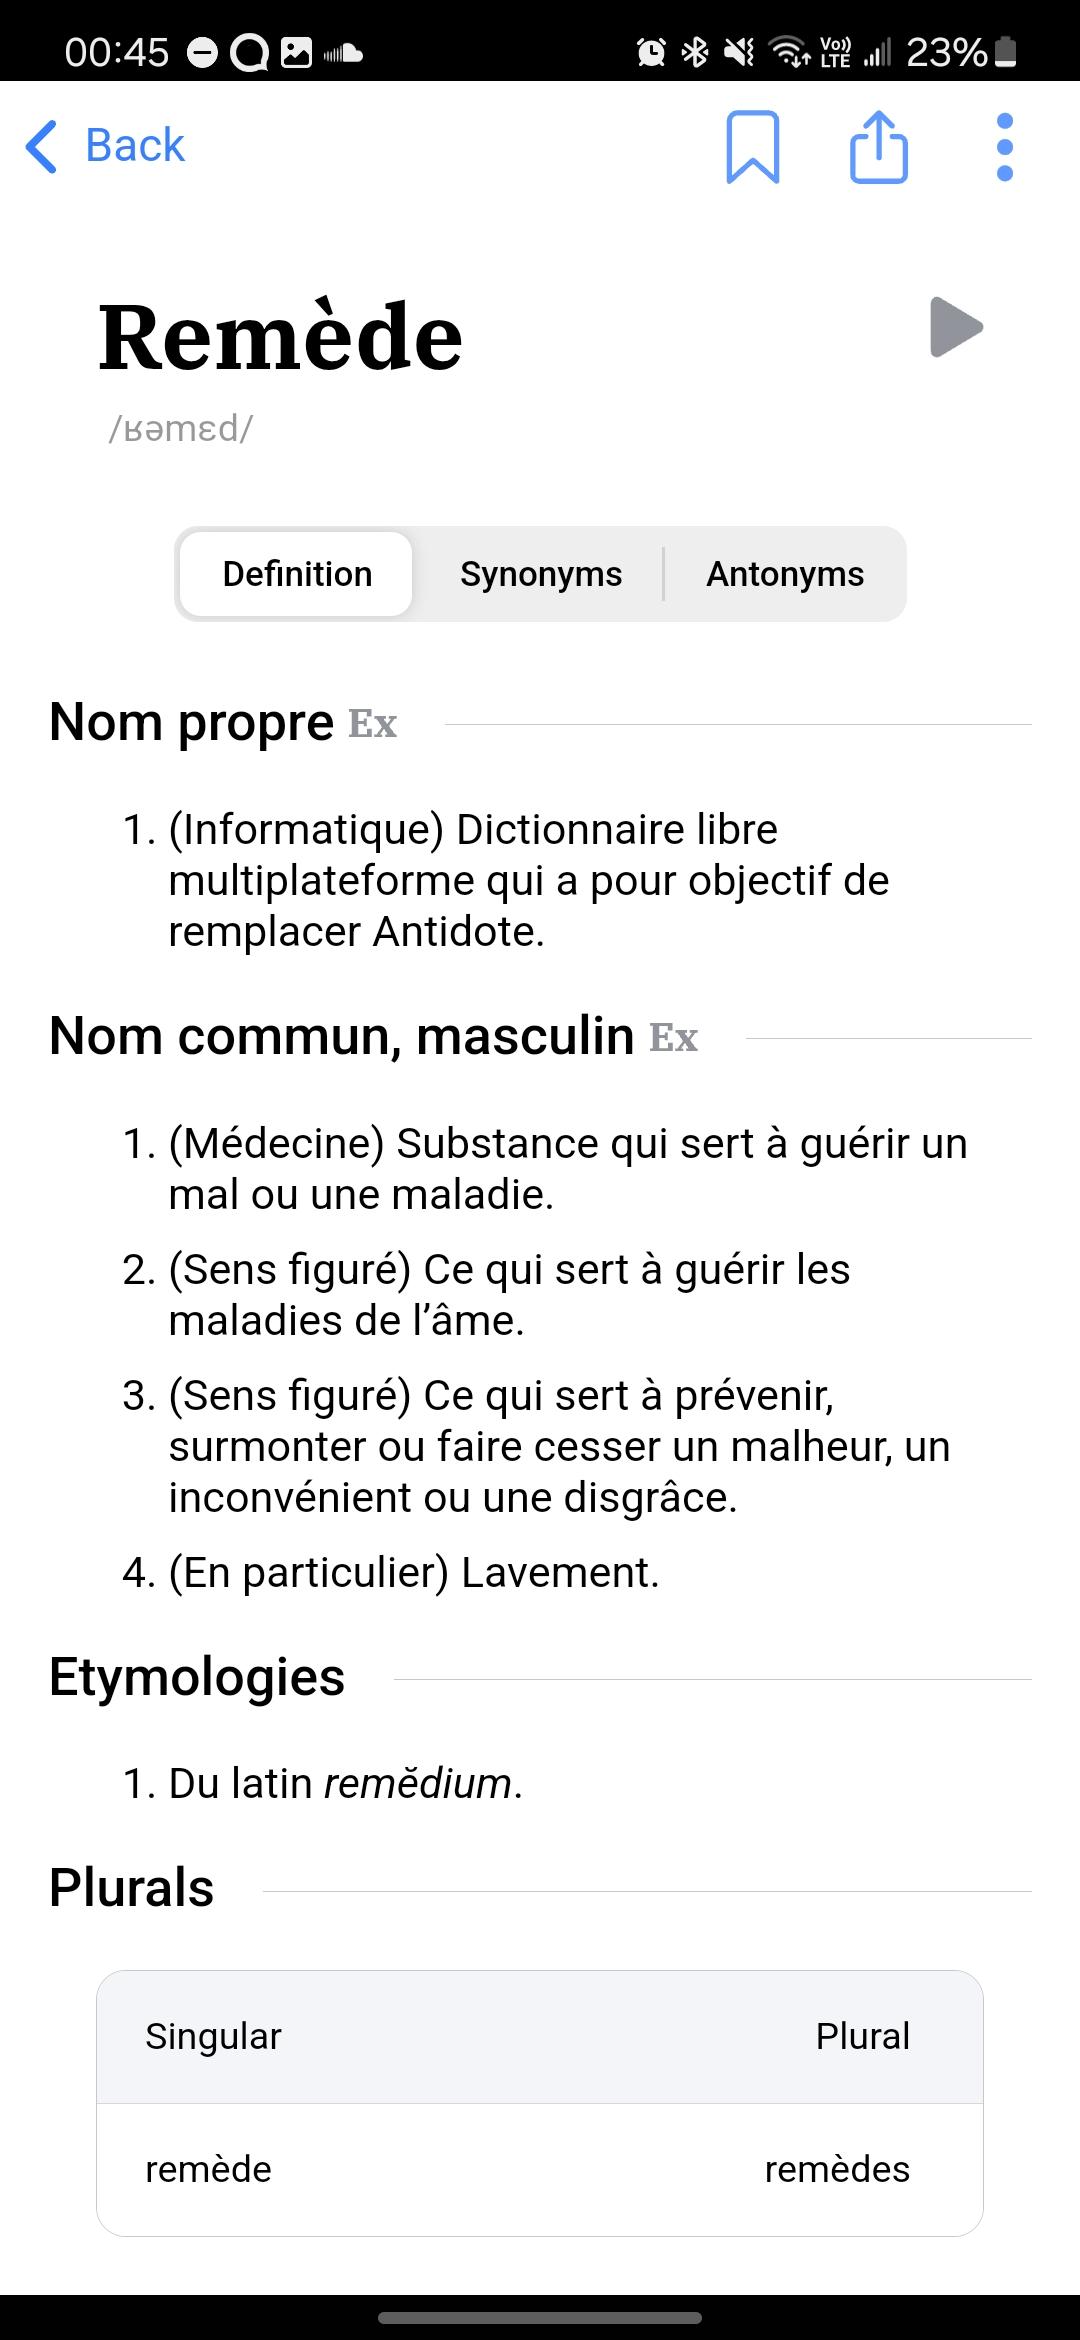 00:45
Vo))
LTE
23%
Back
Remède
/ʁəmɛd/
Definition
Synonyms
Antonyms
Nom propre Ex
1. (Informatique) Dictionnaire libre
multiplateforme qui a pour objectif de
remplacer Antidote.
Nom commun, masculin Ex
1. (Médecine) Substance qui sert à guérir un
mal ou une maladie.
2. (Sens figuré) Ce qui sert à guérir les
maladies de l’âme.
3. (Sens figuré) Ce qui sert à prévenir,
surmonter ou faire cesser un malheur, un
inconvénient ou une disgrâce.
4. (En particulier) Lavement.
Etymologies
1. Du latin remĕdium.
Plurals
Singular Plural
remède remèdes